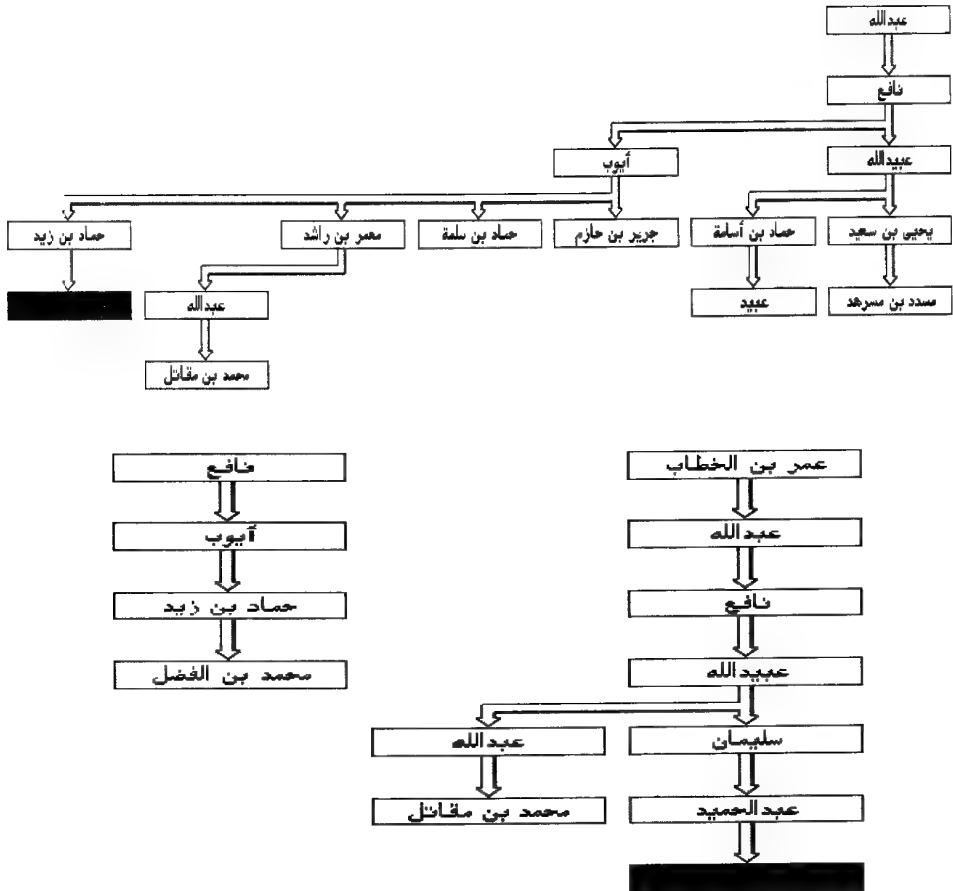 عبدالله
نافع
عبيدالله
أيوب
يحيى بن سعيد
حماد بن أسامة
جرير بن حازم
حماد بن سلمة
معمر بن راشد
حماد بن زيد
مسدد بن مسرهد
عبيد
عبدالله
محمد بن مقاتل
عمر بن الخطاب
عبدالله
نافع
عبيدالله
سليمان
عبدالله
عبدالحميد
محمد بن مقاتل
نافع
أيوب
حماد بن زيد
محمد بن الفضل